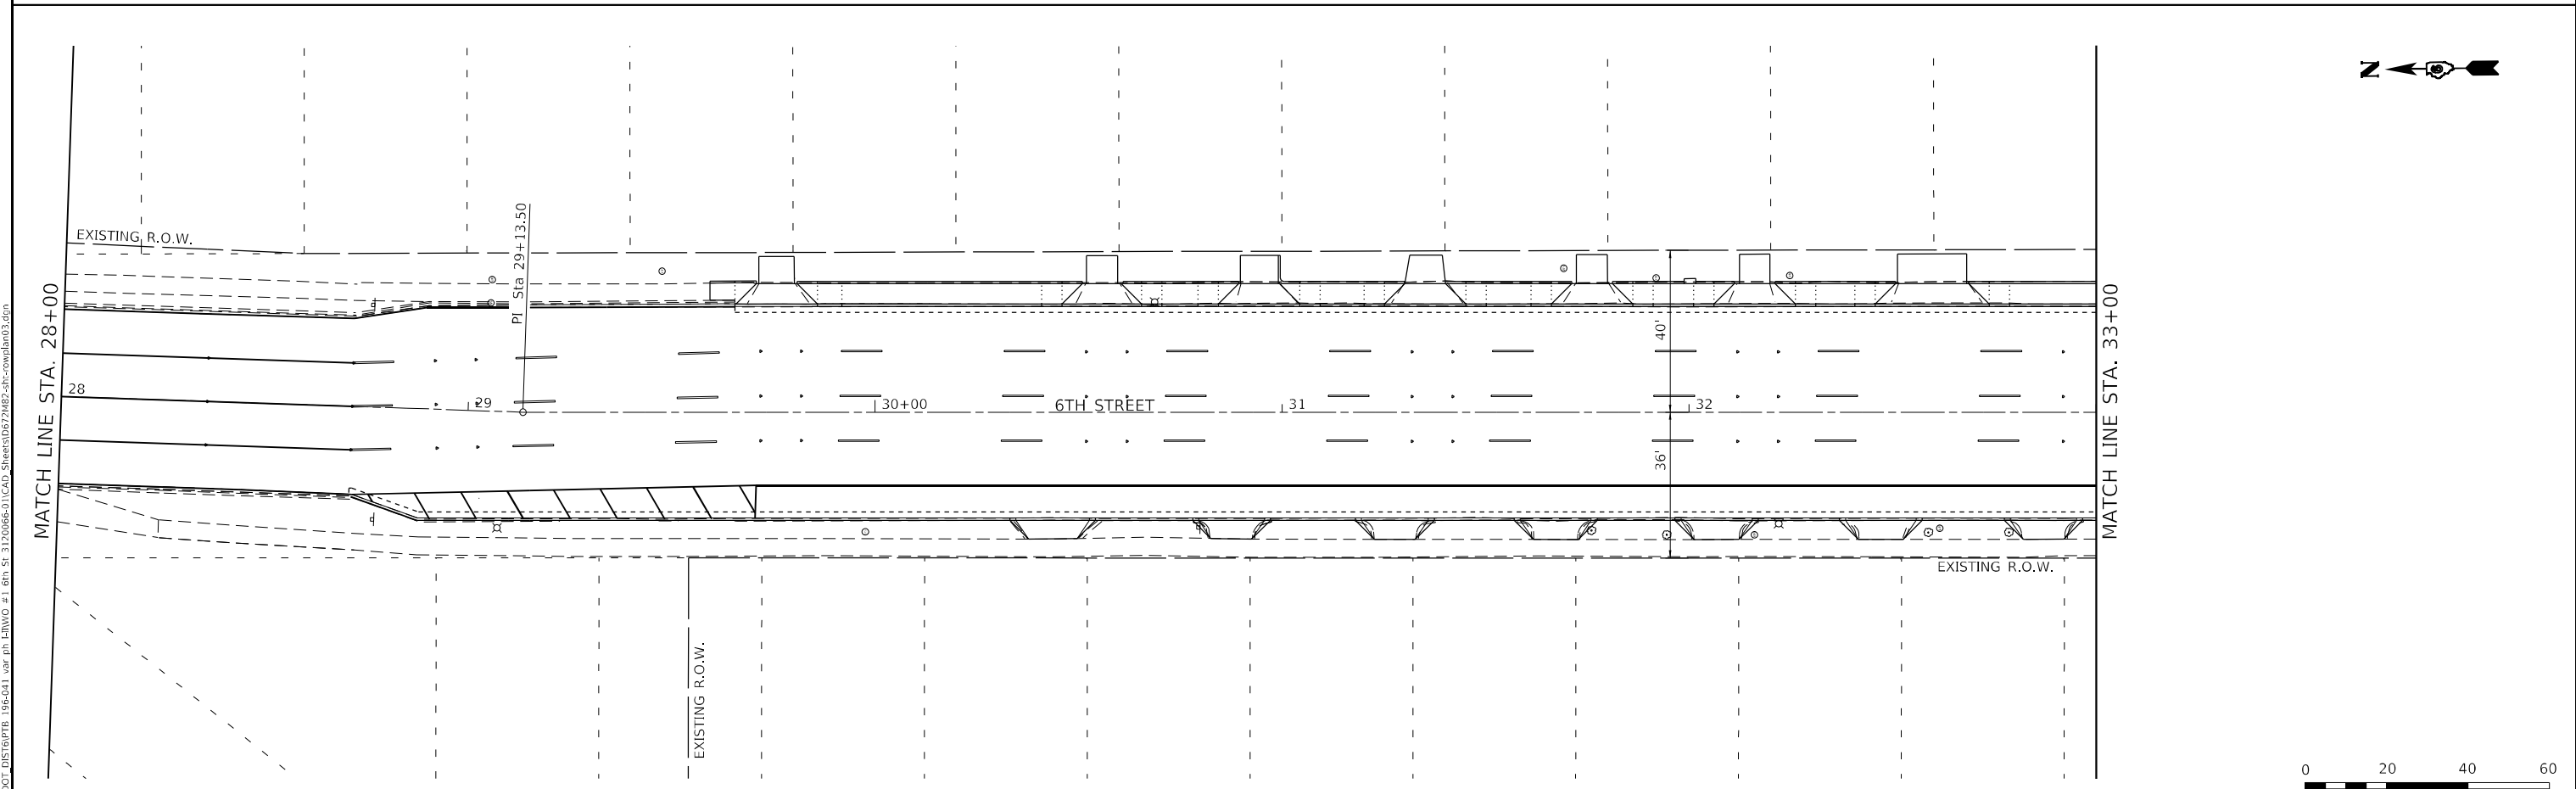 N
EXISTING R.O.W.
PI Sta 29+13.50
MATCH LINE STA. 28+00
28
29
30+00
6TH STREET
31
32
40'
36'
MATCH LINE STA. 33+00
EXISTING R.O.W.
EXISTING R.O.W.
0 20 40 60